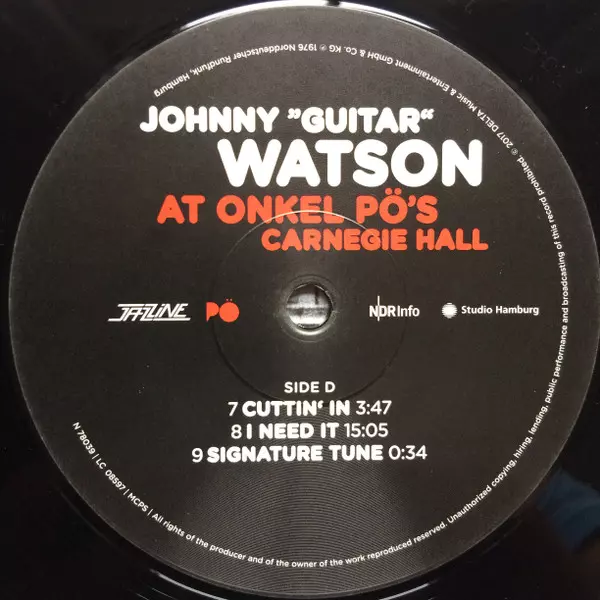 JOHNNY ”GUITAR“
WATSON
AT ONKEL PÖ'S
CARNEGIE HALL
JAZZLINE
PÖ
NDR Info
Studio Hamburg
SIDE D
7 CUTTIN‘ IN 3:47
8 I NEED IT 15:05
9 SIGNATURE TUNE 0:34
N 78039 | LC 08597 | MCPS | All rights of the producer and of the owner of the work reproduced reserved. Unauthorized copying, hiring, lending, public performance and broadcasting of this record prohibited. ℗ 2017 DELTA Music & Entertainment GmbH & Co. KG ℗ 1976 Norddeutscher Rundfunk, Hamburg